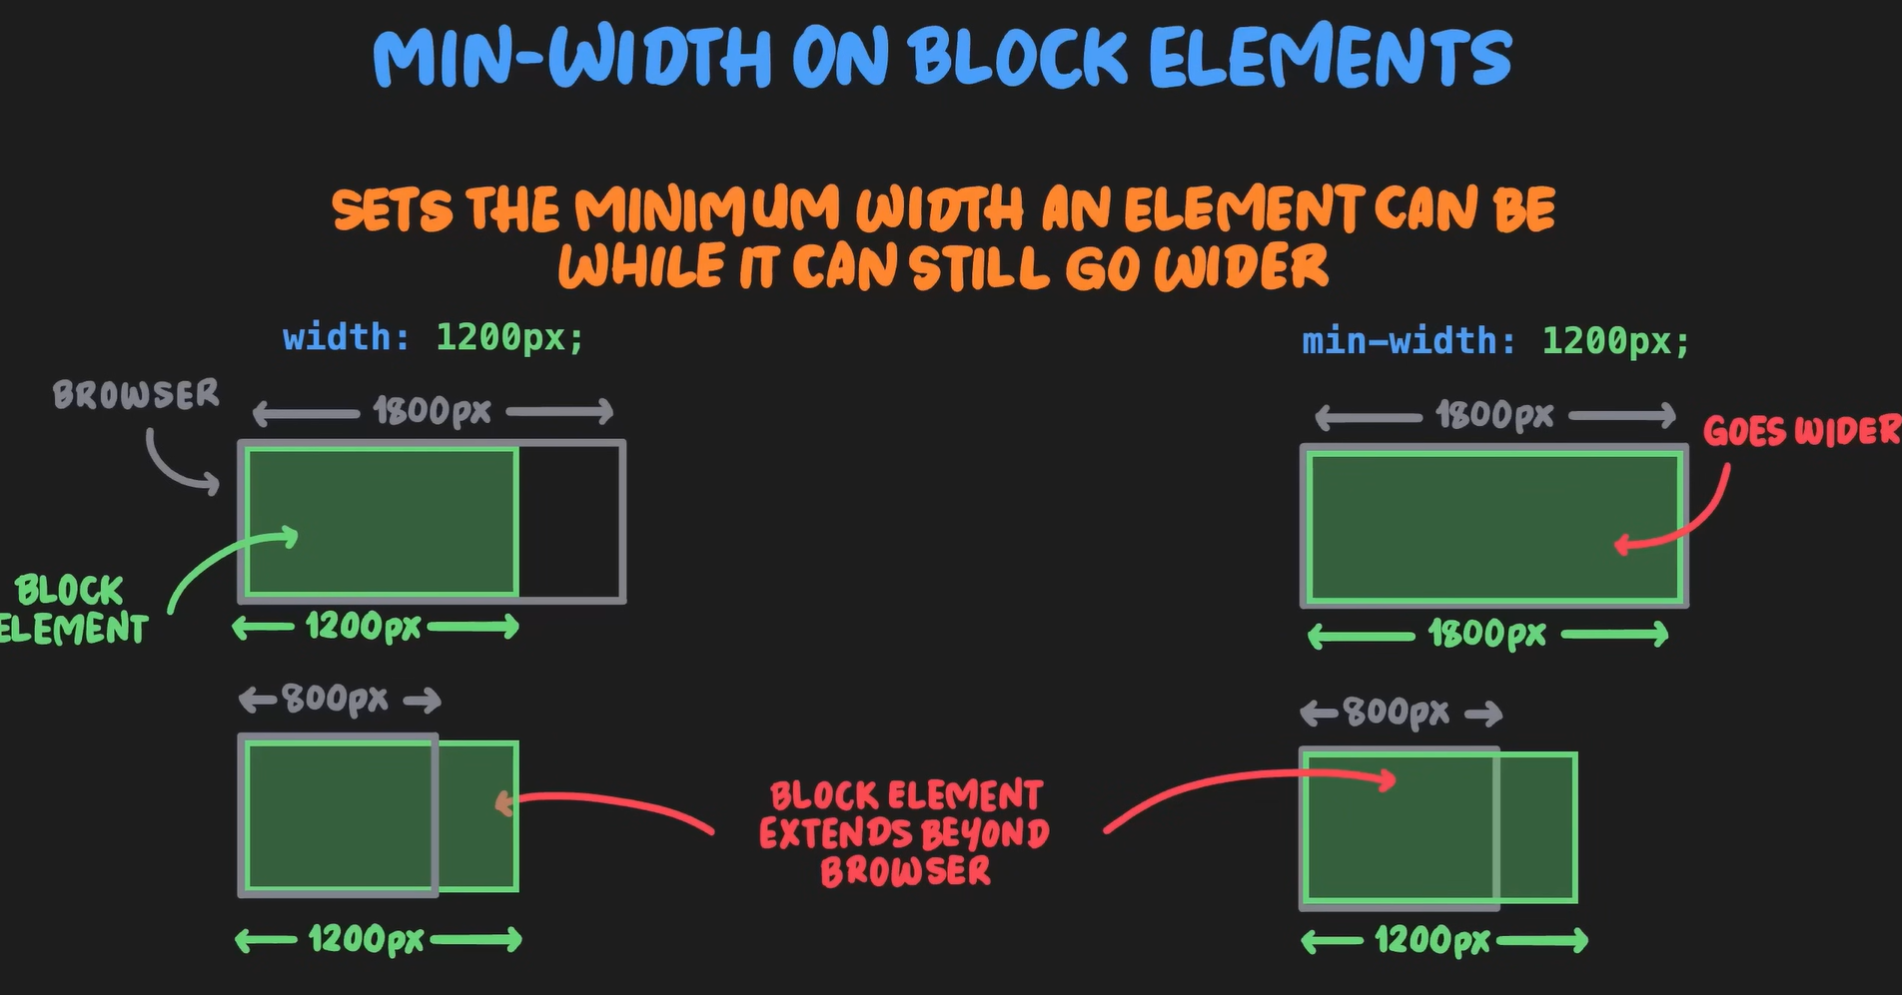 MIN-WIDTH ON BLOCK ELEMENTS
SETS THE MINIMUM WIDTH AN ELEMENT CAN BE
WHILE IT CAN STILL GO WIDER
width: 1200px;
min-width: 1200px;
BROWSER
1800px
1800px
GOES WIDER
BLOCK
ELEMENT
1200px
1800px
800px
800px
BLOCK ELEMENT
EXTENDS BEYOND
BROWSER
1200px
1200px